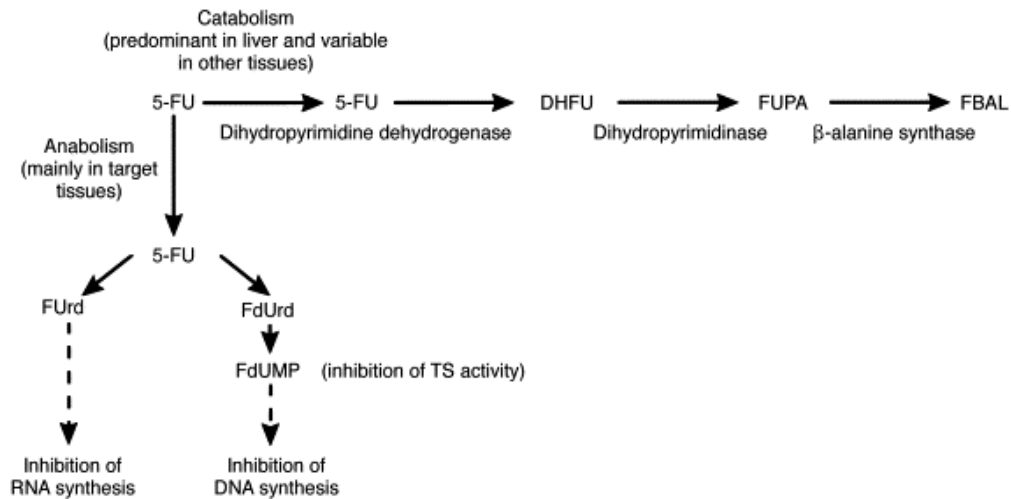 Catabolism
(predominant in liver and variable
in other tissues)
5-FU 5-FU DHFU FUPA FBAL
Dihydropyrimidine dehydrogenase Dihydropyrimidinase β-alanine synthase
Anabolism
(mainly in target
tissues)
5-FU
FUrd FdUrd
FdUMP (inhibition of TS activity)
Inhibition of
RNA synthesis
Inhibition of
DNA synthesis